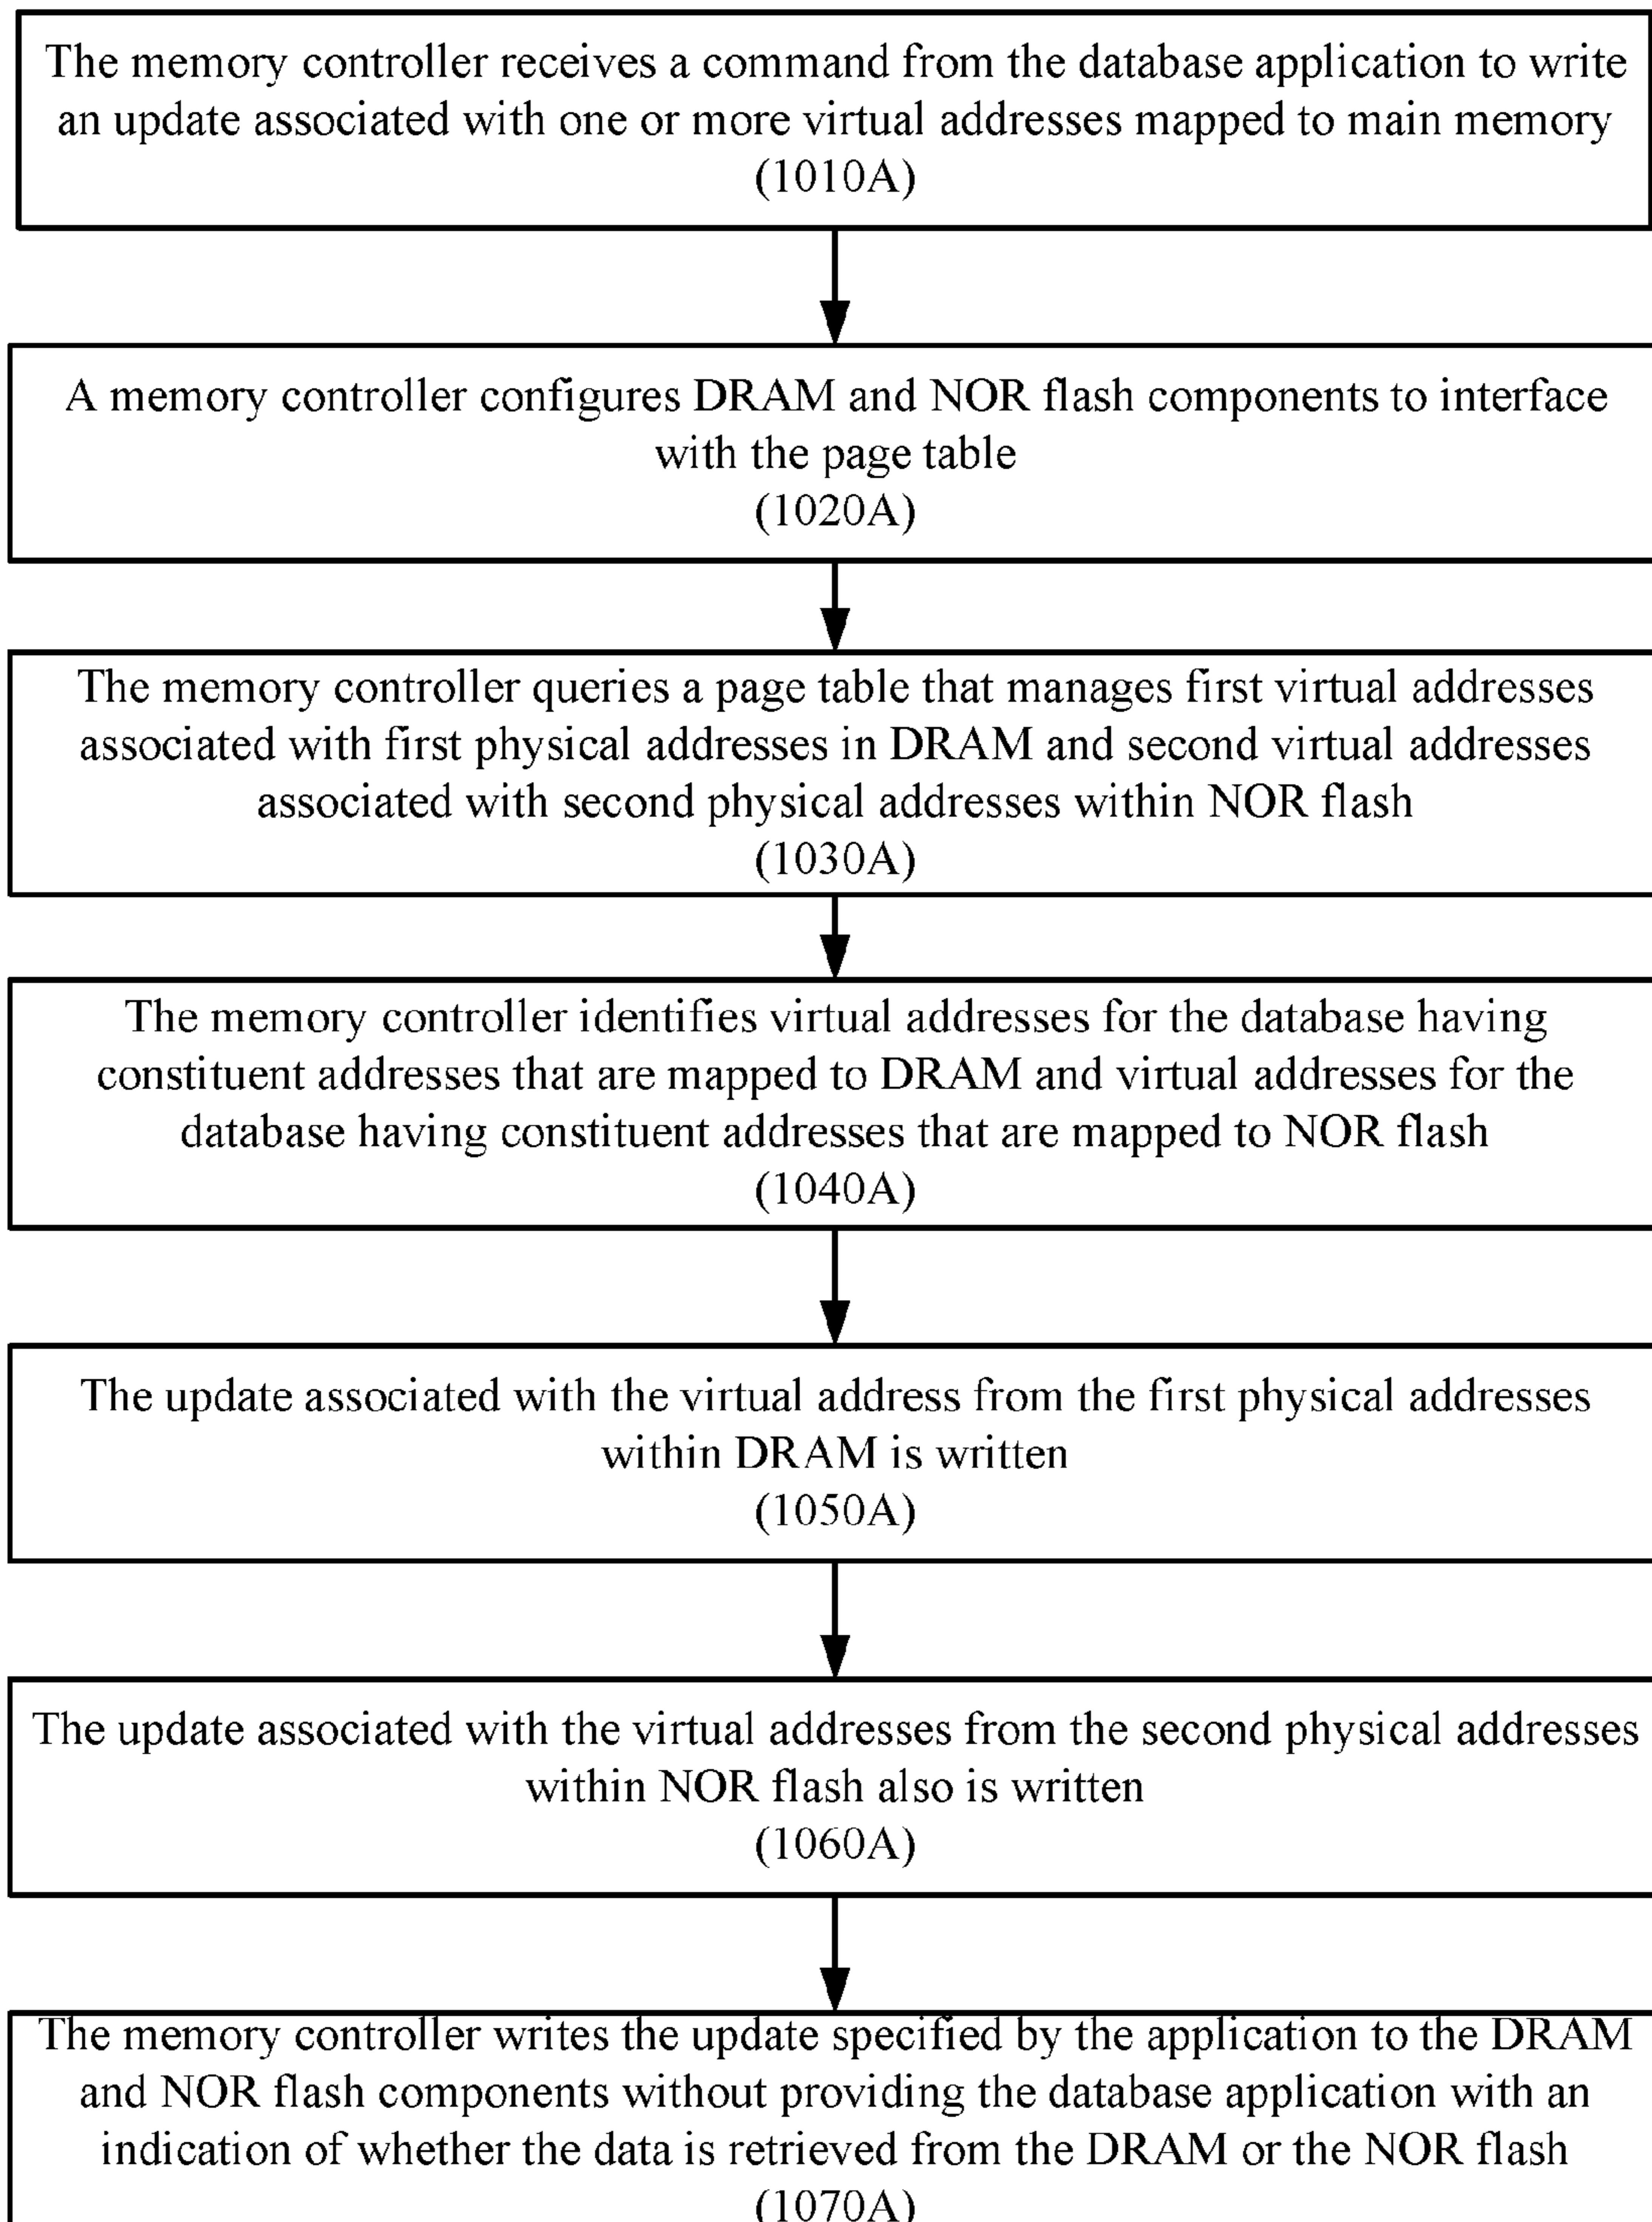 The memory controller receives a command from the database application to write
an update associated with one or more virtual addresses mapped to main memory
(1010A)
A memory controller configures DRAM and NOR flash components to interface
with the page table
(1020A)
The memory controller queries a page table that manages first virtual addresses
associated with first physical addresses in DRAM and second virtual addresses
associated with second physical addresses within NOR flash
(1030A)
The memory controller identifies virtual addresses for the database having
constituent addresses that are mapped to DRAM and virtual addresses for the
database having constituent addresses that are mapped to NOR flash
(1040A)
The update associated with the virtual address from the first physical addresses
within DRAM is written
(1050A)
The update associated with the virtual addresses from the second physical addresses
within NOR flash also is written
(1060A)
The memory controller writes the update specified by the application to the DRAM
and NOR flash components without providing the database application with an
indication of whether the data is retrieved from the DRAM or the NOR flash
(1070A)